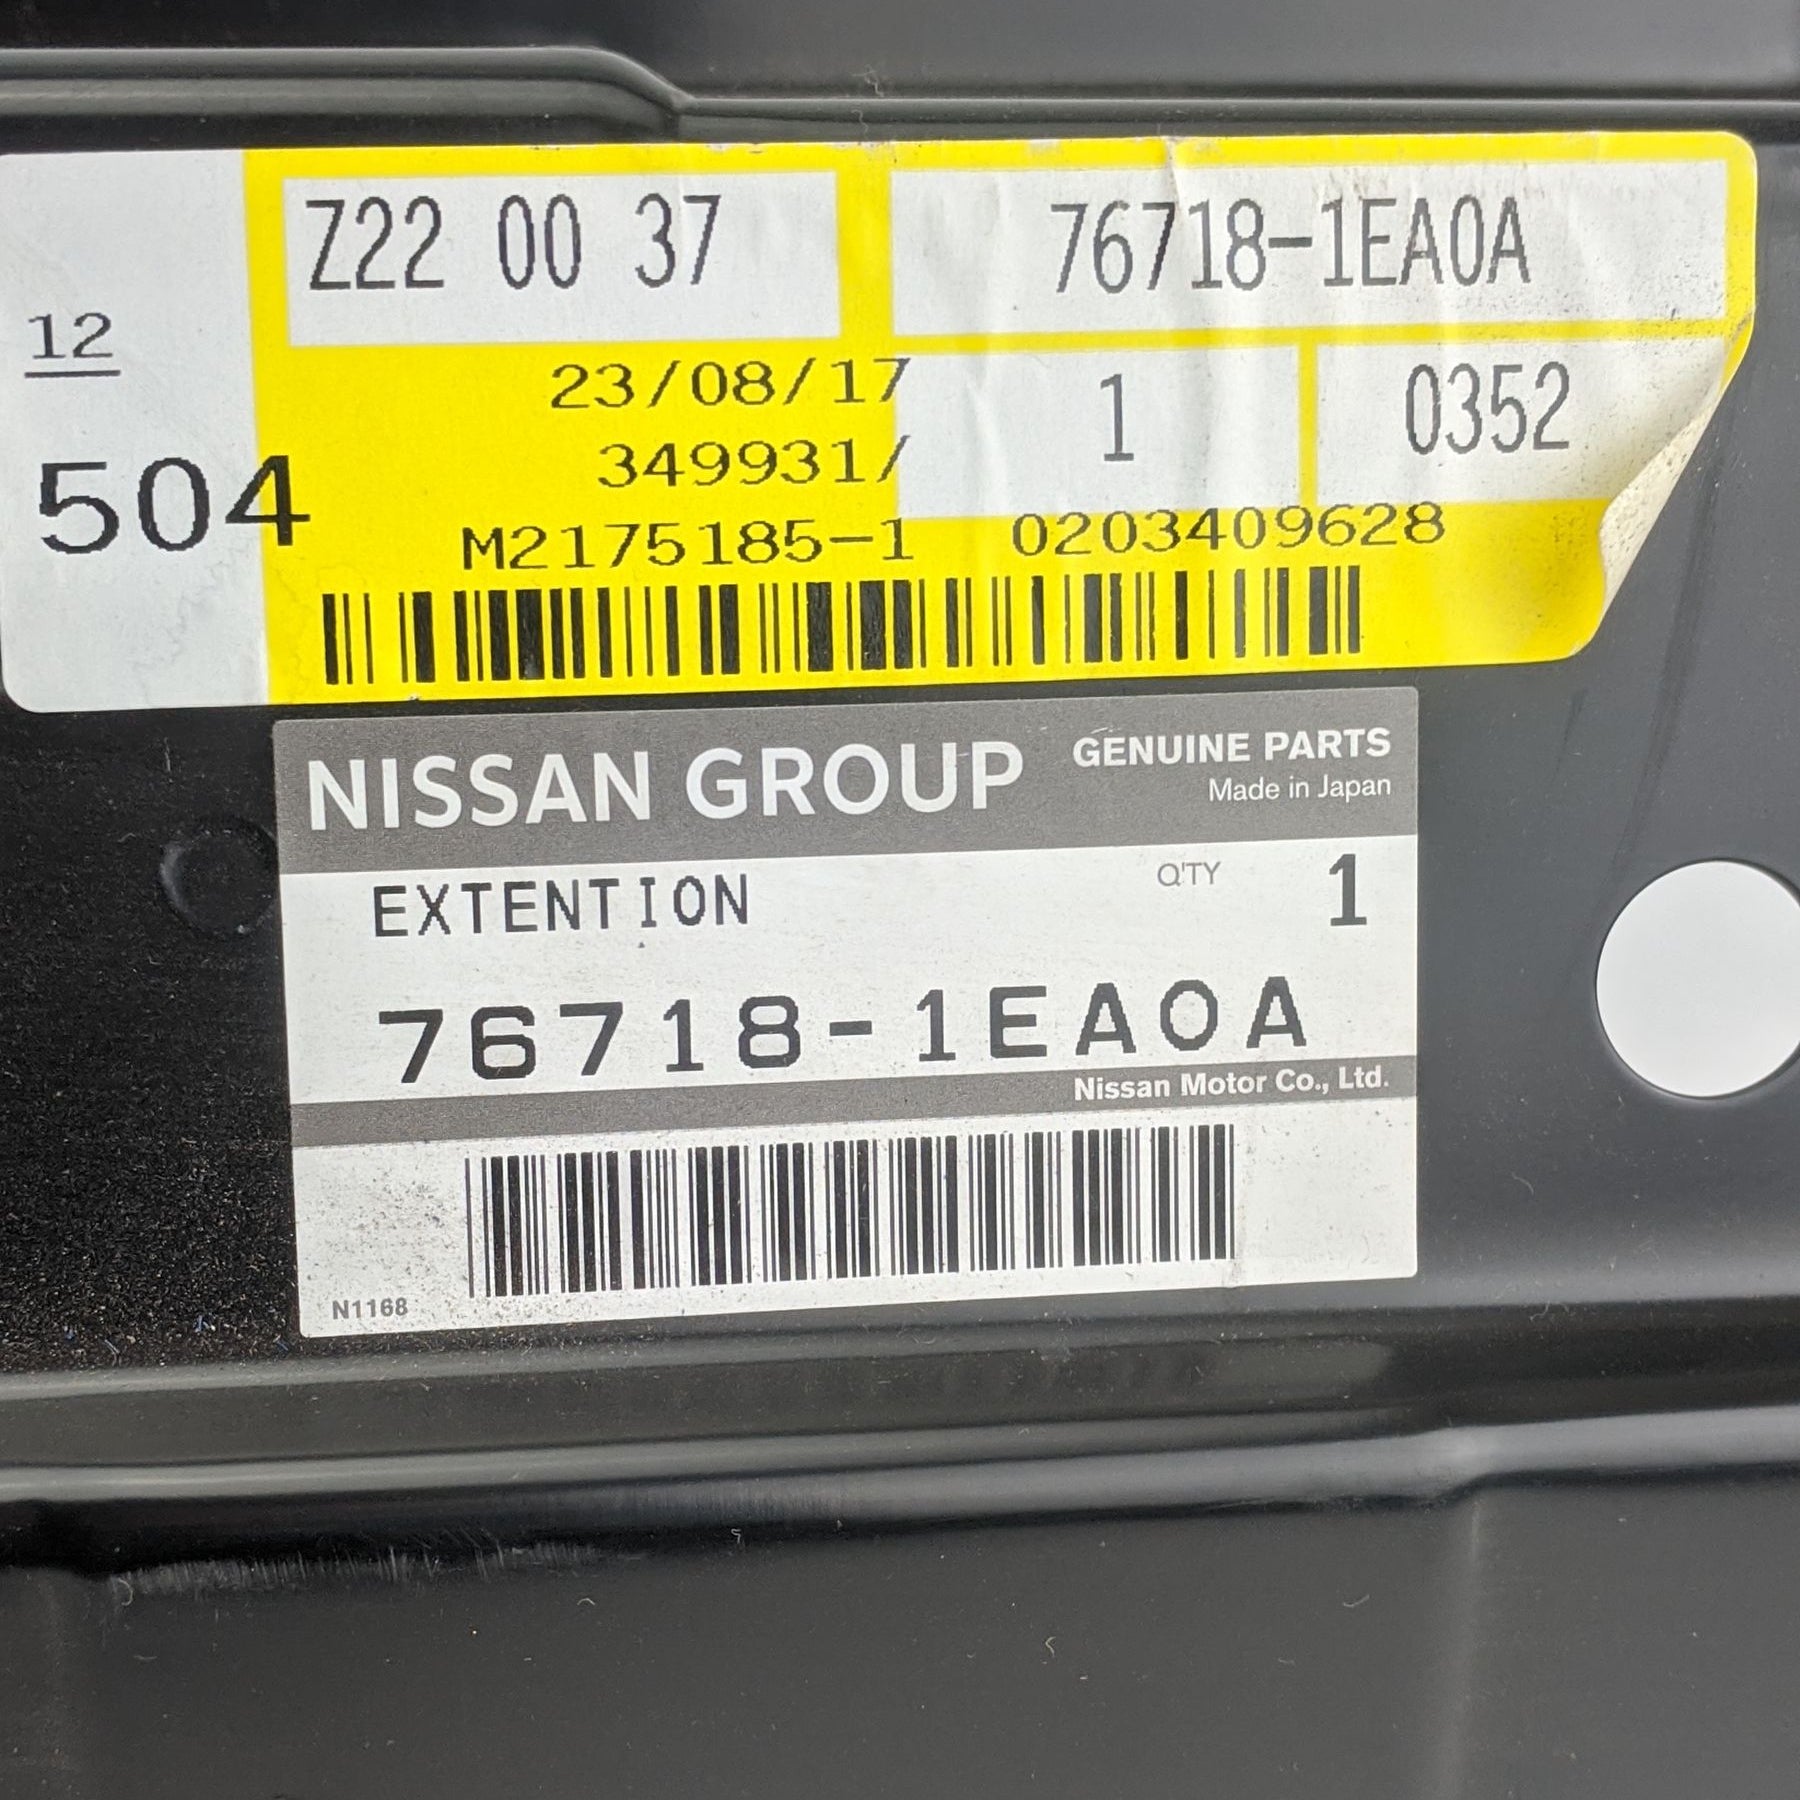 Z22 00 37
76718-1EA0A
12
23/08/17
1
0352
504
349931/
M2175185-1 0203409628
NISSAN GROUP
GENUINE PARTS
Made in Japan
EXTENTION
Q'TY 1
76718-1EA0A
Nissan Motor Co., Ltd.
N1168